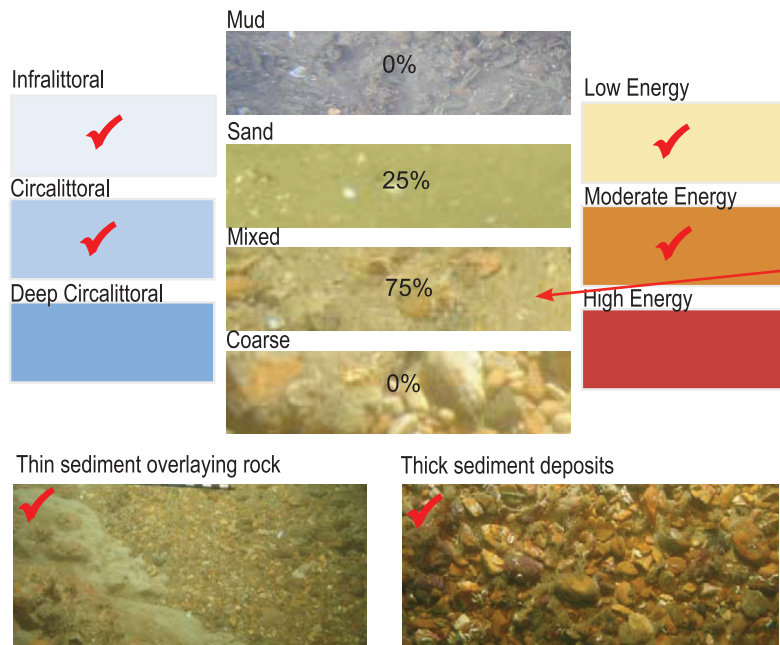 Mud
0%
Infralittoral
Low Energy
Sand
25%
Circalittoral
Moderate Energy
Mixed
75%
Deep Circalittoral
High Energy
Coarse
0%
Thin sediment overlaying rock
Thick sediment deposits